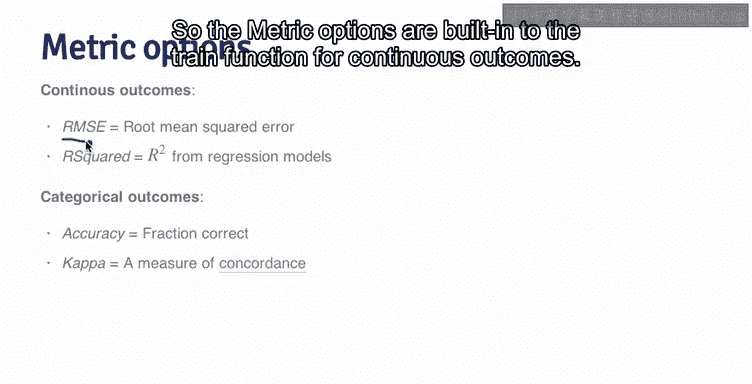 So the Metric options are built-in to the
train function for continuous outcomes.
Metric options
Continous outcomes:
· RMSE = Root mean squared error
· RSquared = R² from regression models
Categorical outcomes:
· Accuracy = Fraction correct
· Kappa = A measure of concordance